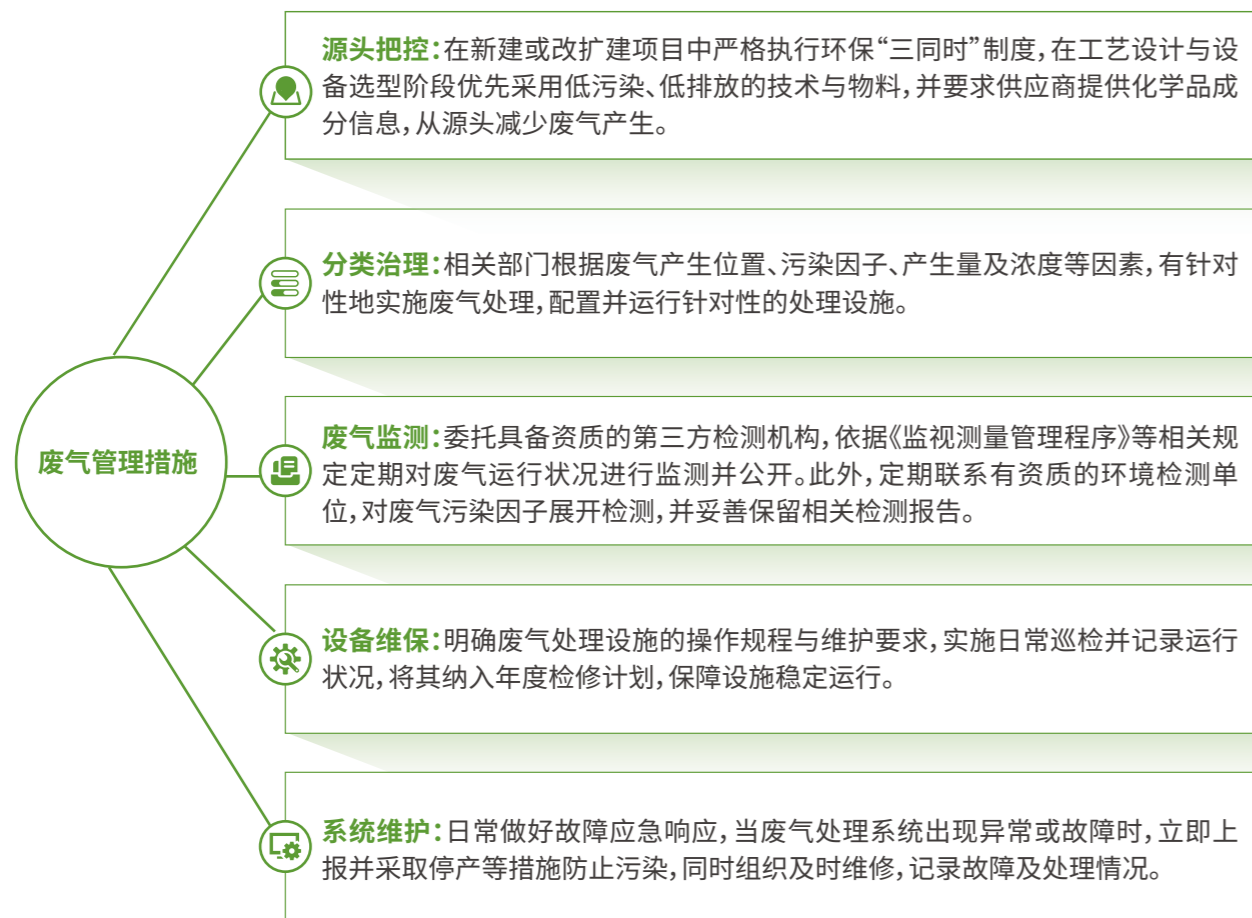 源头把控：在新建或改扩建项目中严格执行环保“三同时”制度，在工艺设计与设
备选型阶段优先采用低污染、低排放的技术与物料，并要求供应商提供化学品成
分信息，从源头减少废气产生。
分类治理：相关部门根据废气产生位置、污染因子、产生量及浓度等因素，有针对
性地实施废气处理，配置并运行针对性的处理设施。
废气管理措施
废气监测：委托具备资质的第三方检测机构，依据《监视测量管理程序》等相关规
定定期对废气运行状况进行监测并公开。此外，定期联系有资质的环境检测单
位，对废气污染因子展开检测，并妥善保留相关检测报告。
设备维保：明确废气处理设施的操作规程与维护要求，实施日常巡检并记录运行
状况，将其纳入年度检修计划，保障设施稳定运行。
系统维护：日常做好故障应急响应，当废气处理系统出现异常或故障时，立即上
报并采取停产等措施防止污染，同时组织及时维修，记录故障及处理情况。